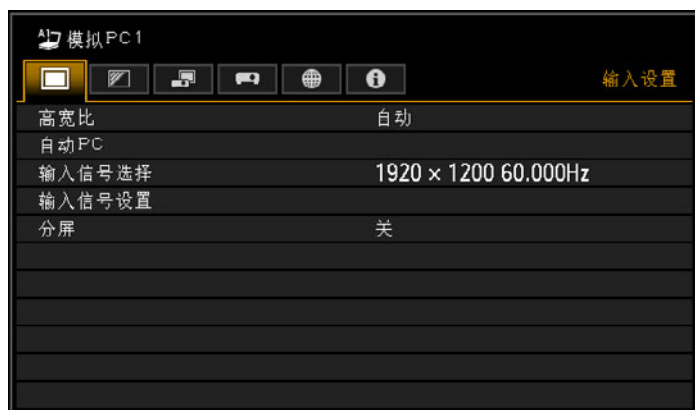 模拟PC1
输入设置
高宽比 自动
自动PC
输入信号选择 1920 × 1200 60.000Hz
输入信号设置
分屏 关